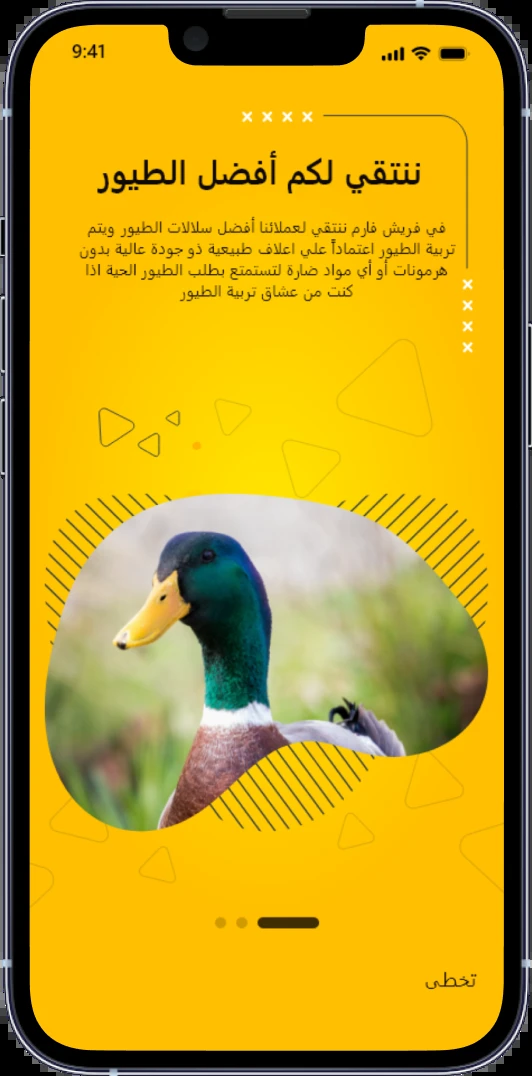 9:41
ننتقي لكم أفضل الطيور
في فريش فارم ننتقي لعملائنا أفضل سلالات الطيور ويتم
تربية الطيور اعتماداً علي اعلاف طبيعية ذو جودة عالية بدون
هرمونات أو أي مواد ضارة لتستمتع بطلب الطيور الحية اذا
كنت من عشاق تربية الطيور
تخطى